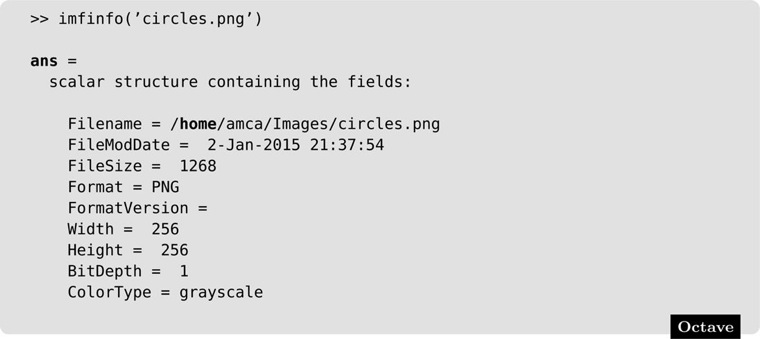 >> imfinfo(’circles.png’)
ans =
scalar structure containing the fields:
Filename = /home/amca/Images/circles.png
FileModDate =  2-Jan-2015 21:37:54
FileSize =  1268
Format = PNG
FormatVersion =
Width =  256
Height =  256
BitDepth =  1
ColorType = grayscale
Octave